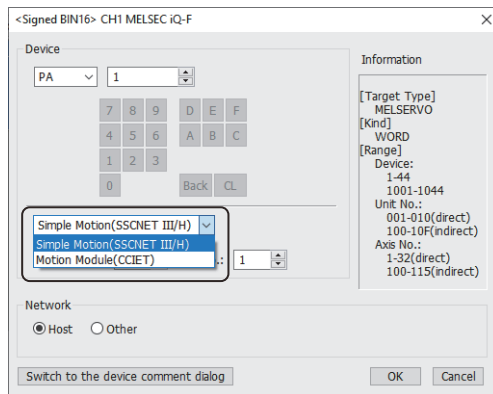 <Signed BIN16> CH1 MELSEC iQ-F
Device
PA 1
7 8 9 D E F
4 5 6 A B C
1 2 3
0 Back CL
Simple Motion(SSCNET III/H)
Simple Motion(SSCNET III/H)
Motion Module(CCIET) .: 1
Information
[Target Type]
MELSERVO
[Kind]
WORD
[Range]
Device:
1-44
1001-1044
Unit No.:
001-010(direct)
100-10F(indirect)
Axis No.:
1-32(direct)
100-115(indirect)
Network
Host Other
Switch to the device comment dialog OK Cancel